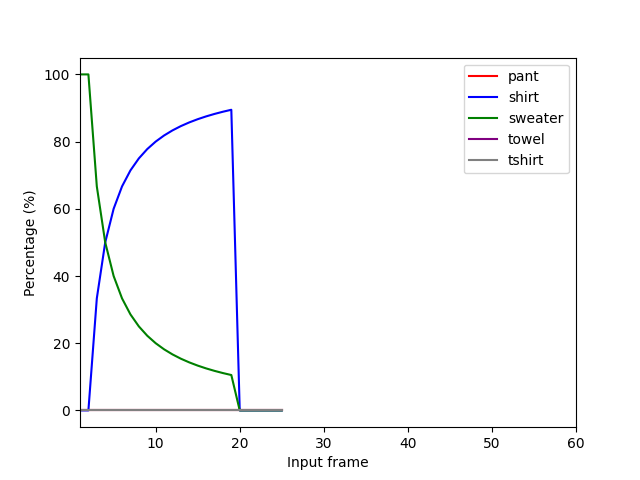 100
80
60
40
20
0
Percentage (%)
pant
shirt
sweater
towel
tshirt
10 20 30 40 50 60
Input frame